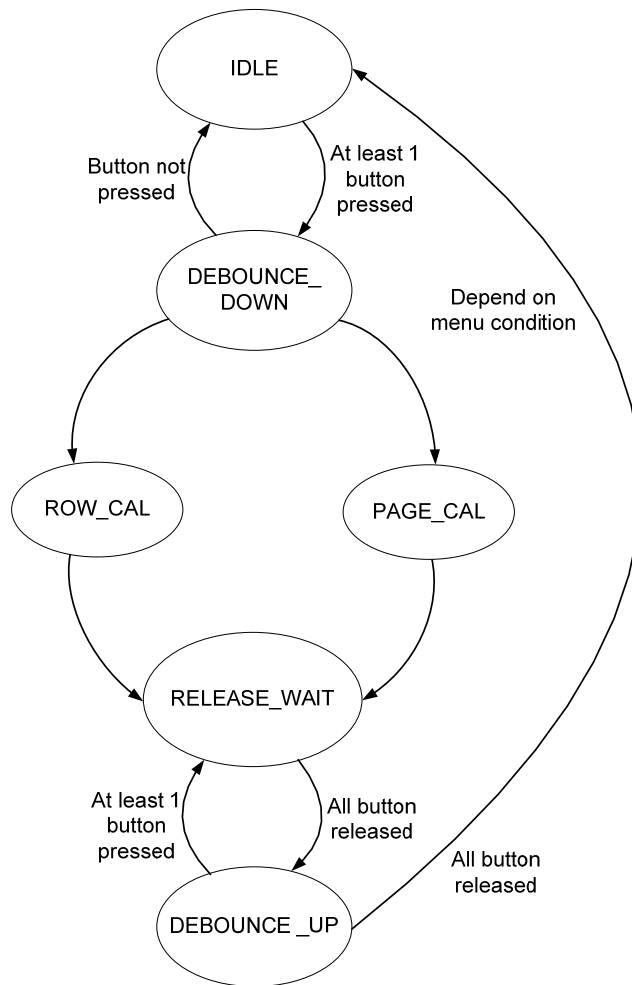 IDLE
Button not
pressed
At least 1
button
pressed
DEBOUNCE_
DOWN
Depend on
menu condition
ROW_CAL
PAGE_CAL
RELEASE_WAIT
At least 1
button
pressed
All button
released
All button
released
DEBOUNCE _UP